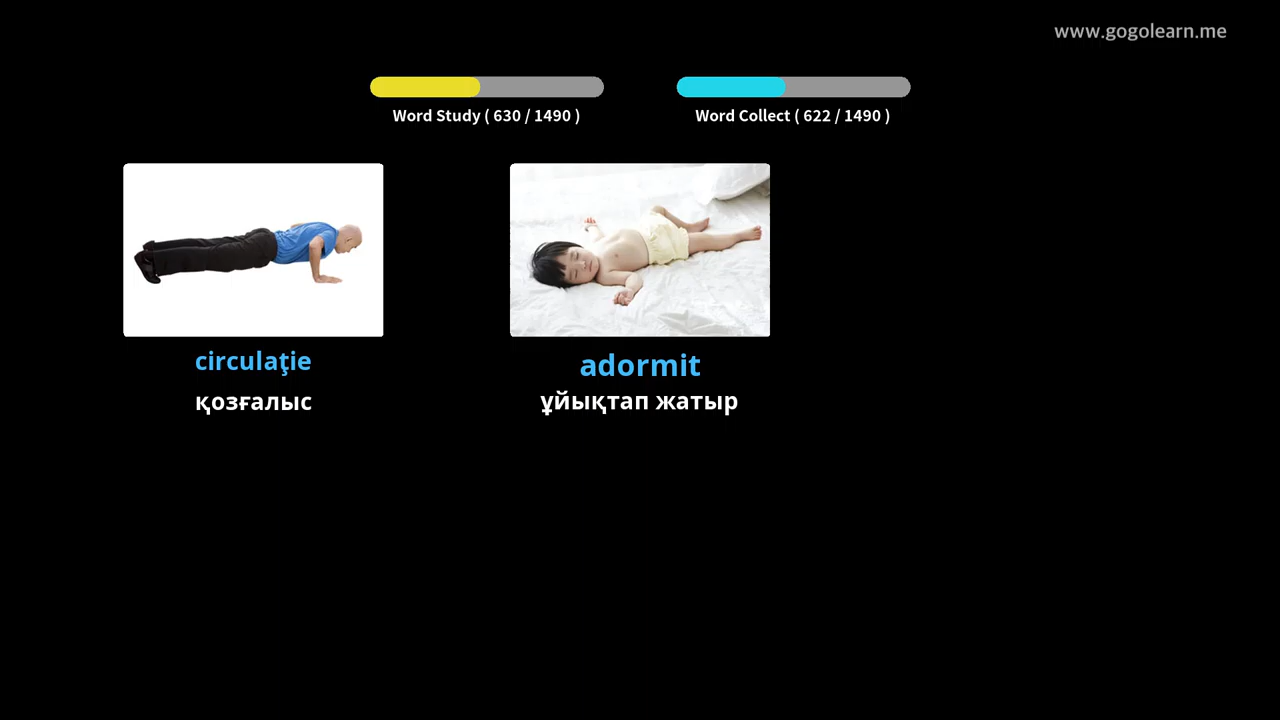 www.gogolearn.me
Word Study ( 630 / 1490 )
Word Collect ( 622 / 1490 )
circulaţie
қозғалыс
adormit
ұйықтап жатыр